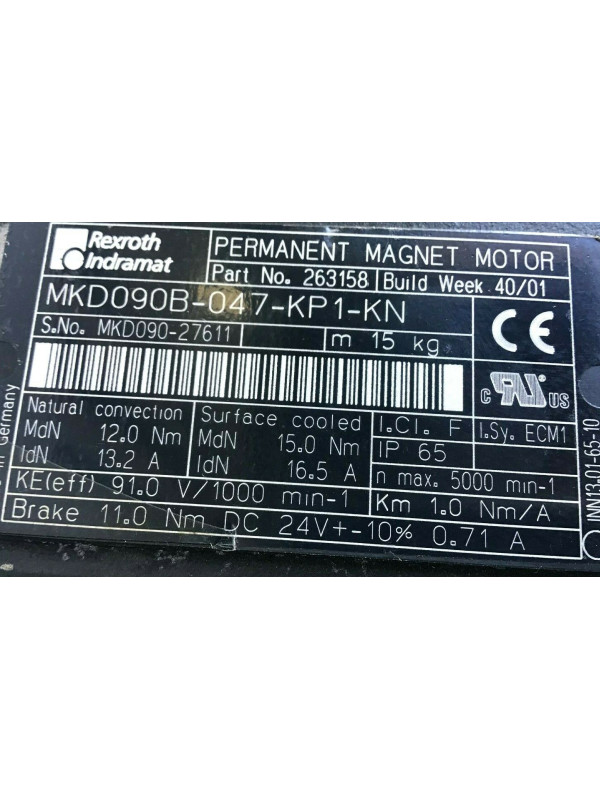 Rexroth
Indramat
PERMANENT MAGNET MOTOR
Part No. 263158 Build Week 40/01
MKD090B-047-KP1-KN
S.No. MKD090-27611 m 15 kg
CE
c UR US
Natural convection Surface cooled I.Cl. F I.Sy. ECM1
MdN 12.0 Nm MdN 15.0 Nm IP 65
IdN 13.2 A IdN 16.5 A n max. 5000 min-1
KE(eff) 91.0 V/1000 min-1 Km 1.0 Nm/A
Brake 11.0 Nm DC 24V+-10% 0.71 A
in Germany
INN13.01-65-10